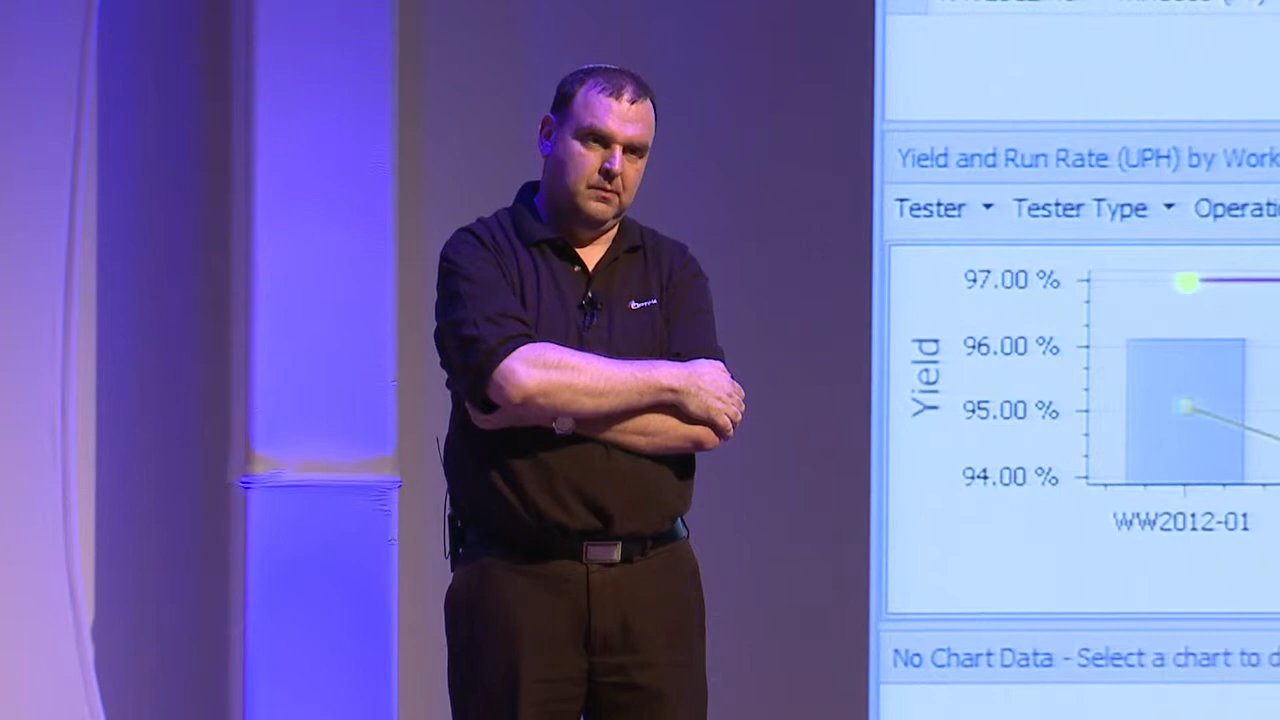 Yield and Run Rate (UPH) by Work
Tester Tester Type Operati
97.00 %
96.00 %
95.00 %
94.00 %
Yield
WW2012-01
No Chart Data - Select a chart to d